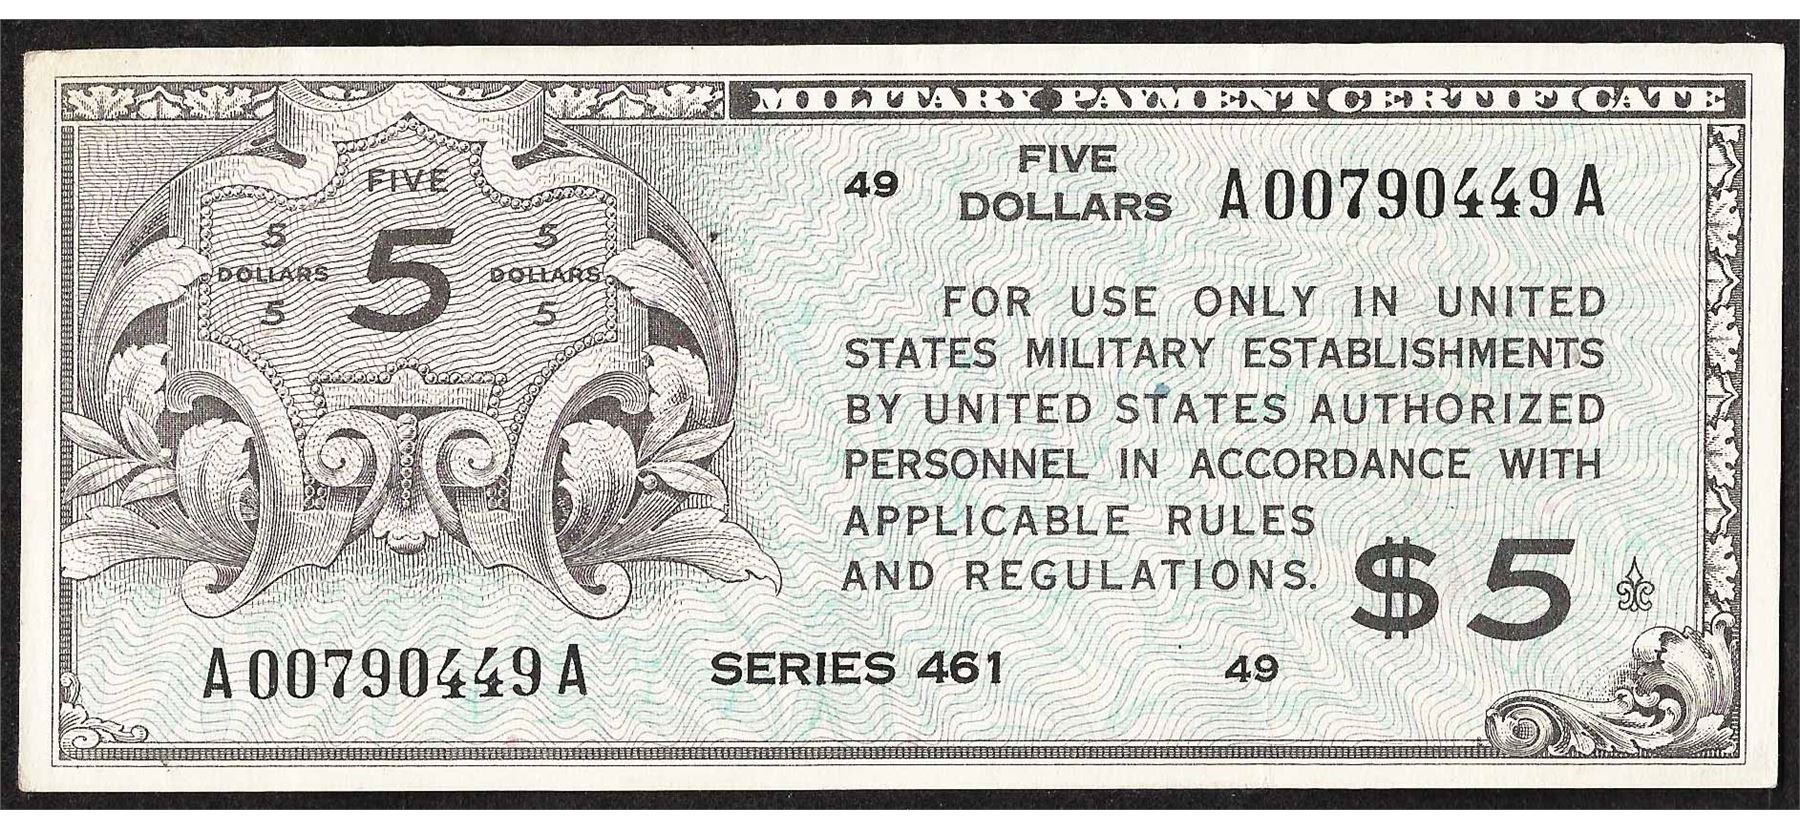 MILITARY PAYMENT CERTIFICATE
FIVE
5 5
DOLLARS 5 DOLLARS
5 5
49 FIVE DOLLARS A00790449A
FOR USE ONLY IN UNITED
STATES MILITARY ESTABLISHMENTS
BY UNITED STATES AUTHORIZED
PERSONNEL IN ACCORDANCE WITH
APPLICABLE RULES
AND REGULATIONS.
$5
A00790449A SERIES 461 49